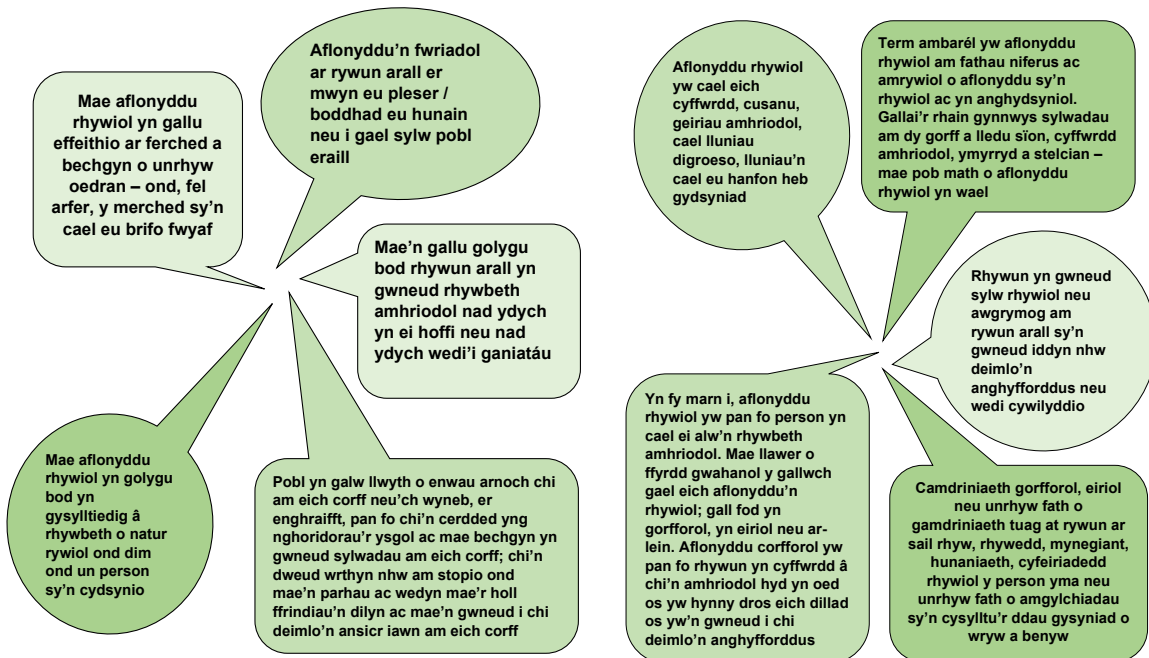 Mae aflonyddu
rhywiol yn gallu
effeithio ar ferched a
bechgyn o unrhyw
oedran – ond, fel
arfer, y merched sy'n
cael eu brifo fwyaf
Aflonyddu'n fwriadol
ar rywun arall er
mwyn eu pleser /
boddhad eu hunain
neu i gael sylw pobl
eraill
Mae'n gallu golygu
bod rhywun arall yn
gwneud rhywbeth
amhriodol nad ydych
yn ei hoffi neu nad
ydych wedi'i ganiatáu
Mae aflonyddu
rhywiol yn golygu
bod yn
gysylltiedig â
rhywbeth o natur
rywiol ond dim
ond un person
sy'n cydsynio
Pobl yn galw llwyth o enwau arnoch chi
am eich corff neu'ch wyneb, er
enghraifft, pan fo chi'n cerdded yng
nghoridorau'r ysgol ac mae bechgyn yn
gwneud sylwadau am eich corff; chi'n
dweud wrthyn nhw am stopio ond
mae'n parhau ac wedyn mae'r holl
ffrindiau'n dilyn ac mae'n gwneud i chi
deimlo'n ansicr iawn am eich corff
Aflonyddu rhywiol
yw cael eich
cyffwrdd, cusanu,
geiriau amhriodol,
cael lluniau
digroeso, lluniau'n
cael eu hanfon heb
gydsyniad
Term ambarél yw aflonyddu
rhywiol am fathau niferus ac
amrywiol o aflonyddu sy'n
rhywiol ac yn anghydsyniol.
Gallai'r rhain gynnwys sylwadau
am dy gorff a lledu sïon, cyffwrdd
amhriodol, ymyrryd a stelcian –
mae pob math o aflonyddu
rhywiol yn wael
Rhywun yn gwneud
sylw rhywiol neu
awgrymog am
rywun arall sy'n
gwneud iddyn nhw
deimlo'n
anghyfforddus neu
wedi cywilyddio
Yn fy marn i, aflonyddu
rhywiol yw pan fo person yn
cael ei alw'n rhywbeth
amhriodol. Mae llawer o
ffyrdd gwahanol y gallwch
gael eich aflonyddu'n
rhywiol; gall fod yn
gorfforol, yn eiriol neu ar-
lein. Aflonyddu corfforol yw
pan fo rhywun yn cyffwrdd â
chi'n amhriodol hyd yn oed
os yw hynny dros eich dillad
os yw'n gwneud i chi
deimlo'n anghyfforddus
Camdriniaeth gorfforol, eiriol
neu unrhyw fath o
gamdriniaeth tuag at rywun ar
sail rhyw, rhywedd, mynegiant,
hunaniaeth, cyfeiriadedd
rhywiol y person yma neu
unrhyw fath o amgylchiadau
sy'n cysylltu'r ddau gysyniad o
wryw a benyw